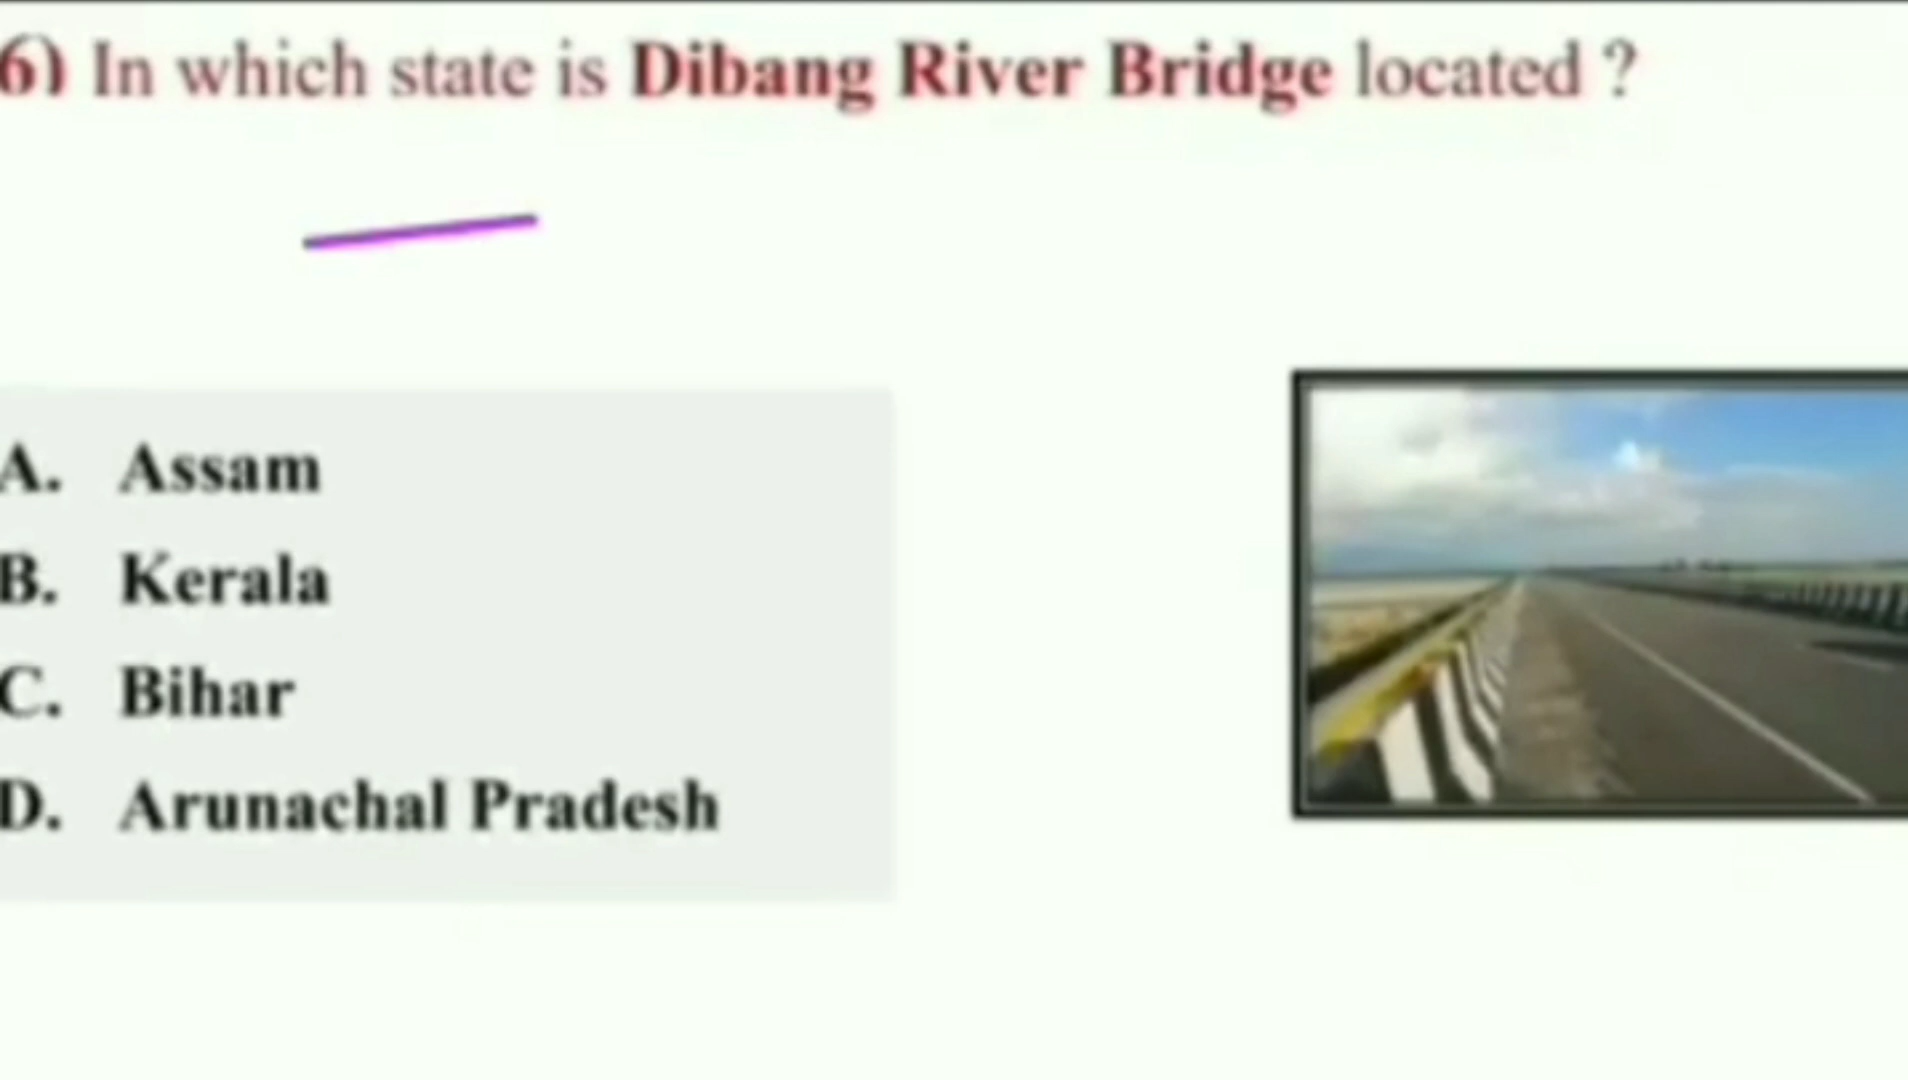 6) In which state is Dibang River Bridge located ?
A. Assam
B. Kerala
C. Bihar
D. Arunachal Pradesh